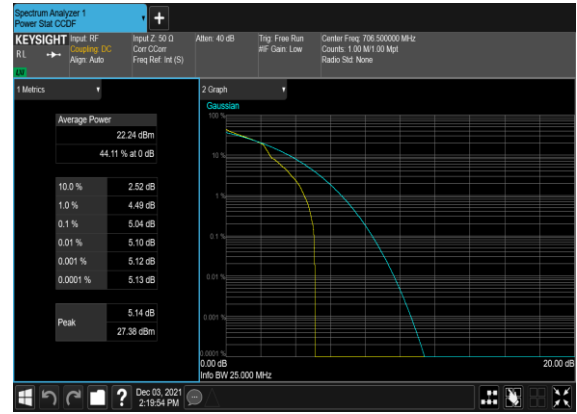 Spectrum Analyzer 1
Power Stat CCDF
+
KEYSIGHT
RL
Input: RF
Coupling: DC
Align: Auto
Input Z: 50 Ω
Corr CCorr
Freq Ref: Int (S)
Atten: 40 dB
Trig: Free Run
#IF Gain: Low
Center Freq: 706.500000 MHz
Counts: 1.00 M/1.00 Mpt
Radio Std: None
1 Metrics
Average Power
22.24 dBm
44.11 % at 0 dB
10.0 % 2.52 dB
1.0 % 4.49 dB
0.1 % 5.04 dB
0.01 % 5.10 dB
0.001 % 5.12 dB
0.0001 % 5.13 dB
Peak
5.14 dB
27.38 dBm
2 Graph
Gaussian
100 %
10 %
1 %
0.1 %
0.01 %
0.001 %
0.0001 %
0.00 dB
20.00 dB
Info BW 25.000 MHz
?
Dec 03, 2021
2:19:54 PM